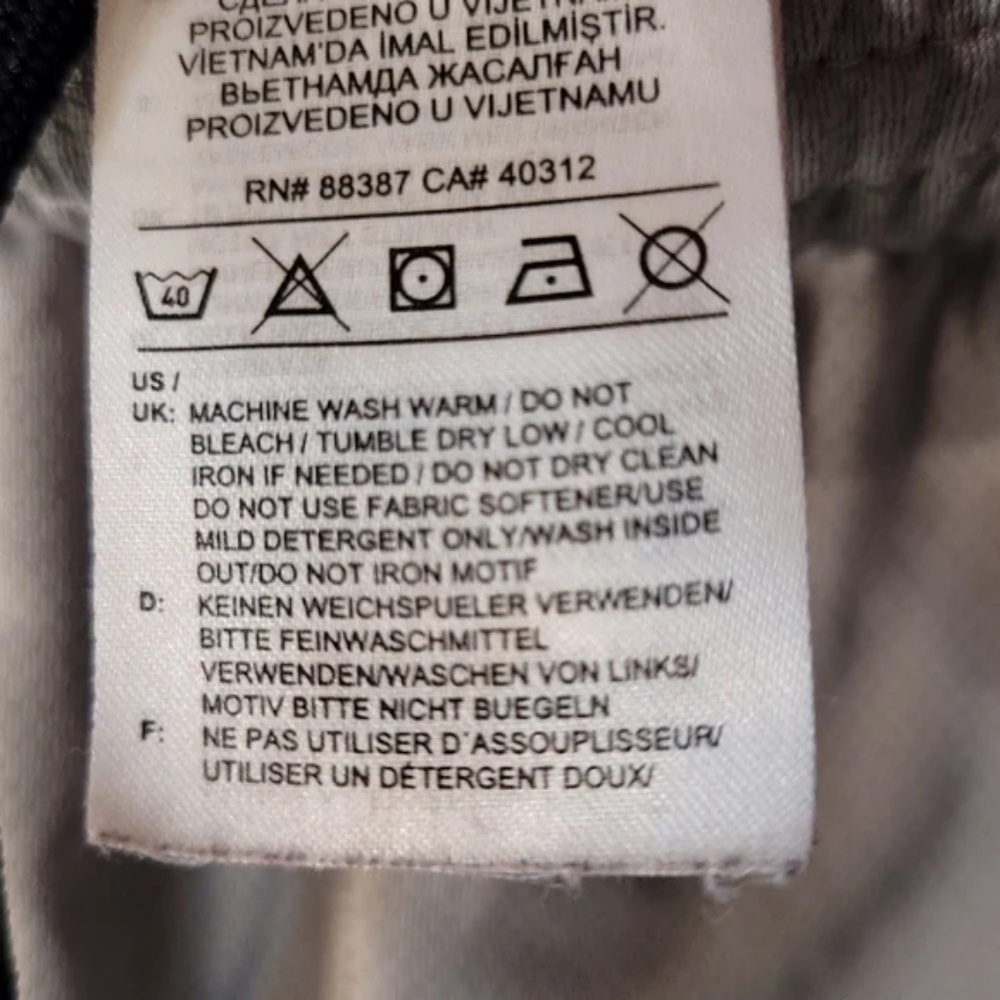 PROIZVEDENO U
VİETNAM'DA İMAL EDİLMİŞTİR.
ВЬЕТНАМДА ЖАСАЛҒАН
PROIZVEDENO U VIJETNAMU
RN# 88387 CA# 40312
40
US /
UK: MACHINE WASH WARM / DO NOT
BLEACH / TUMBLE DRY LOW / COOL
IRON IF NEEDED / DO NOT DRY CLEAN
DO NOT USE FABRIC SOFTENER/USE
MILD DETERGENT ONLY/WASH INSIDE
OUT/DO NOT IRON MOTIF
D: KEINEN WEICHSPUELER VERWENDEN/
BITTE FEINWASCHMITTEL
VERWENDEN/WASCHEN VON LINKS/
MOTIV BITTE NICHT BUEGELN
F: NE PAS UTILISER D'ASSOUPLISSEUR/
UTILISER UN DÉTERGENT DOUX/